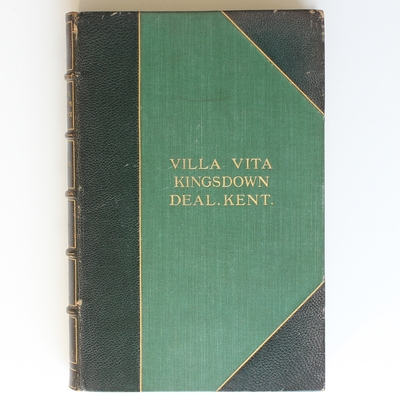 VILLA VITA
KINGSDOWN
DEAL. KENT.